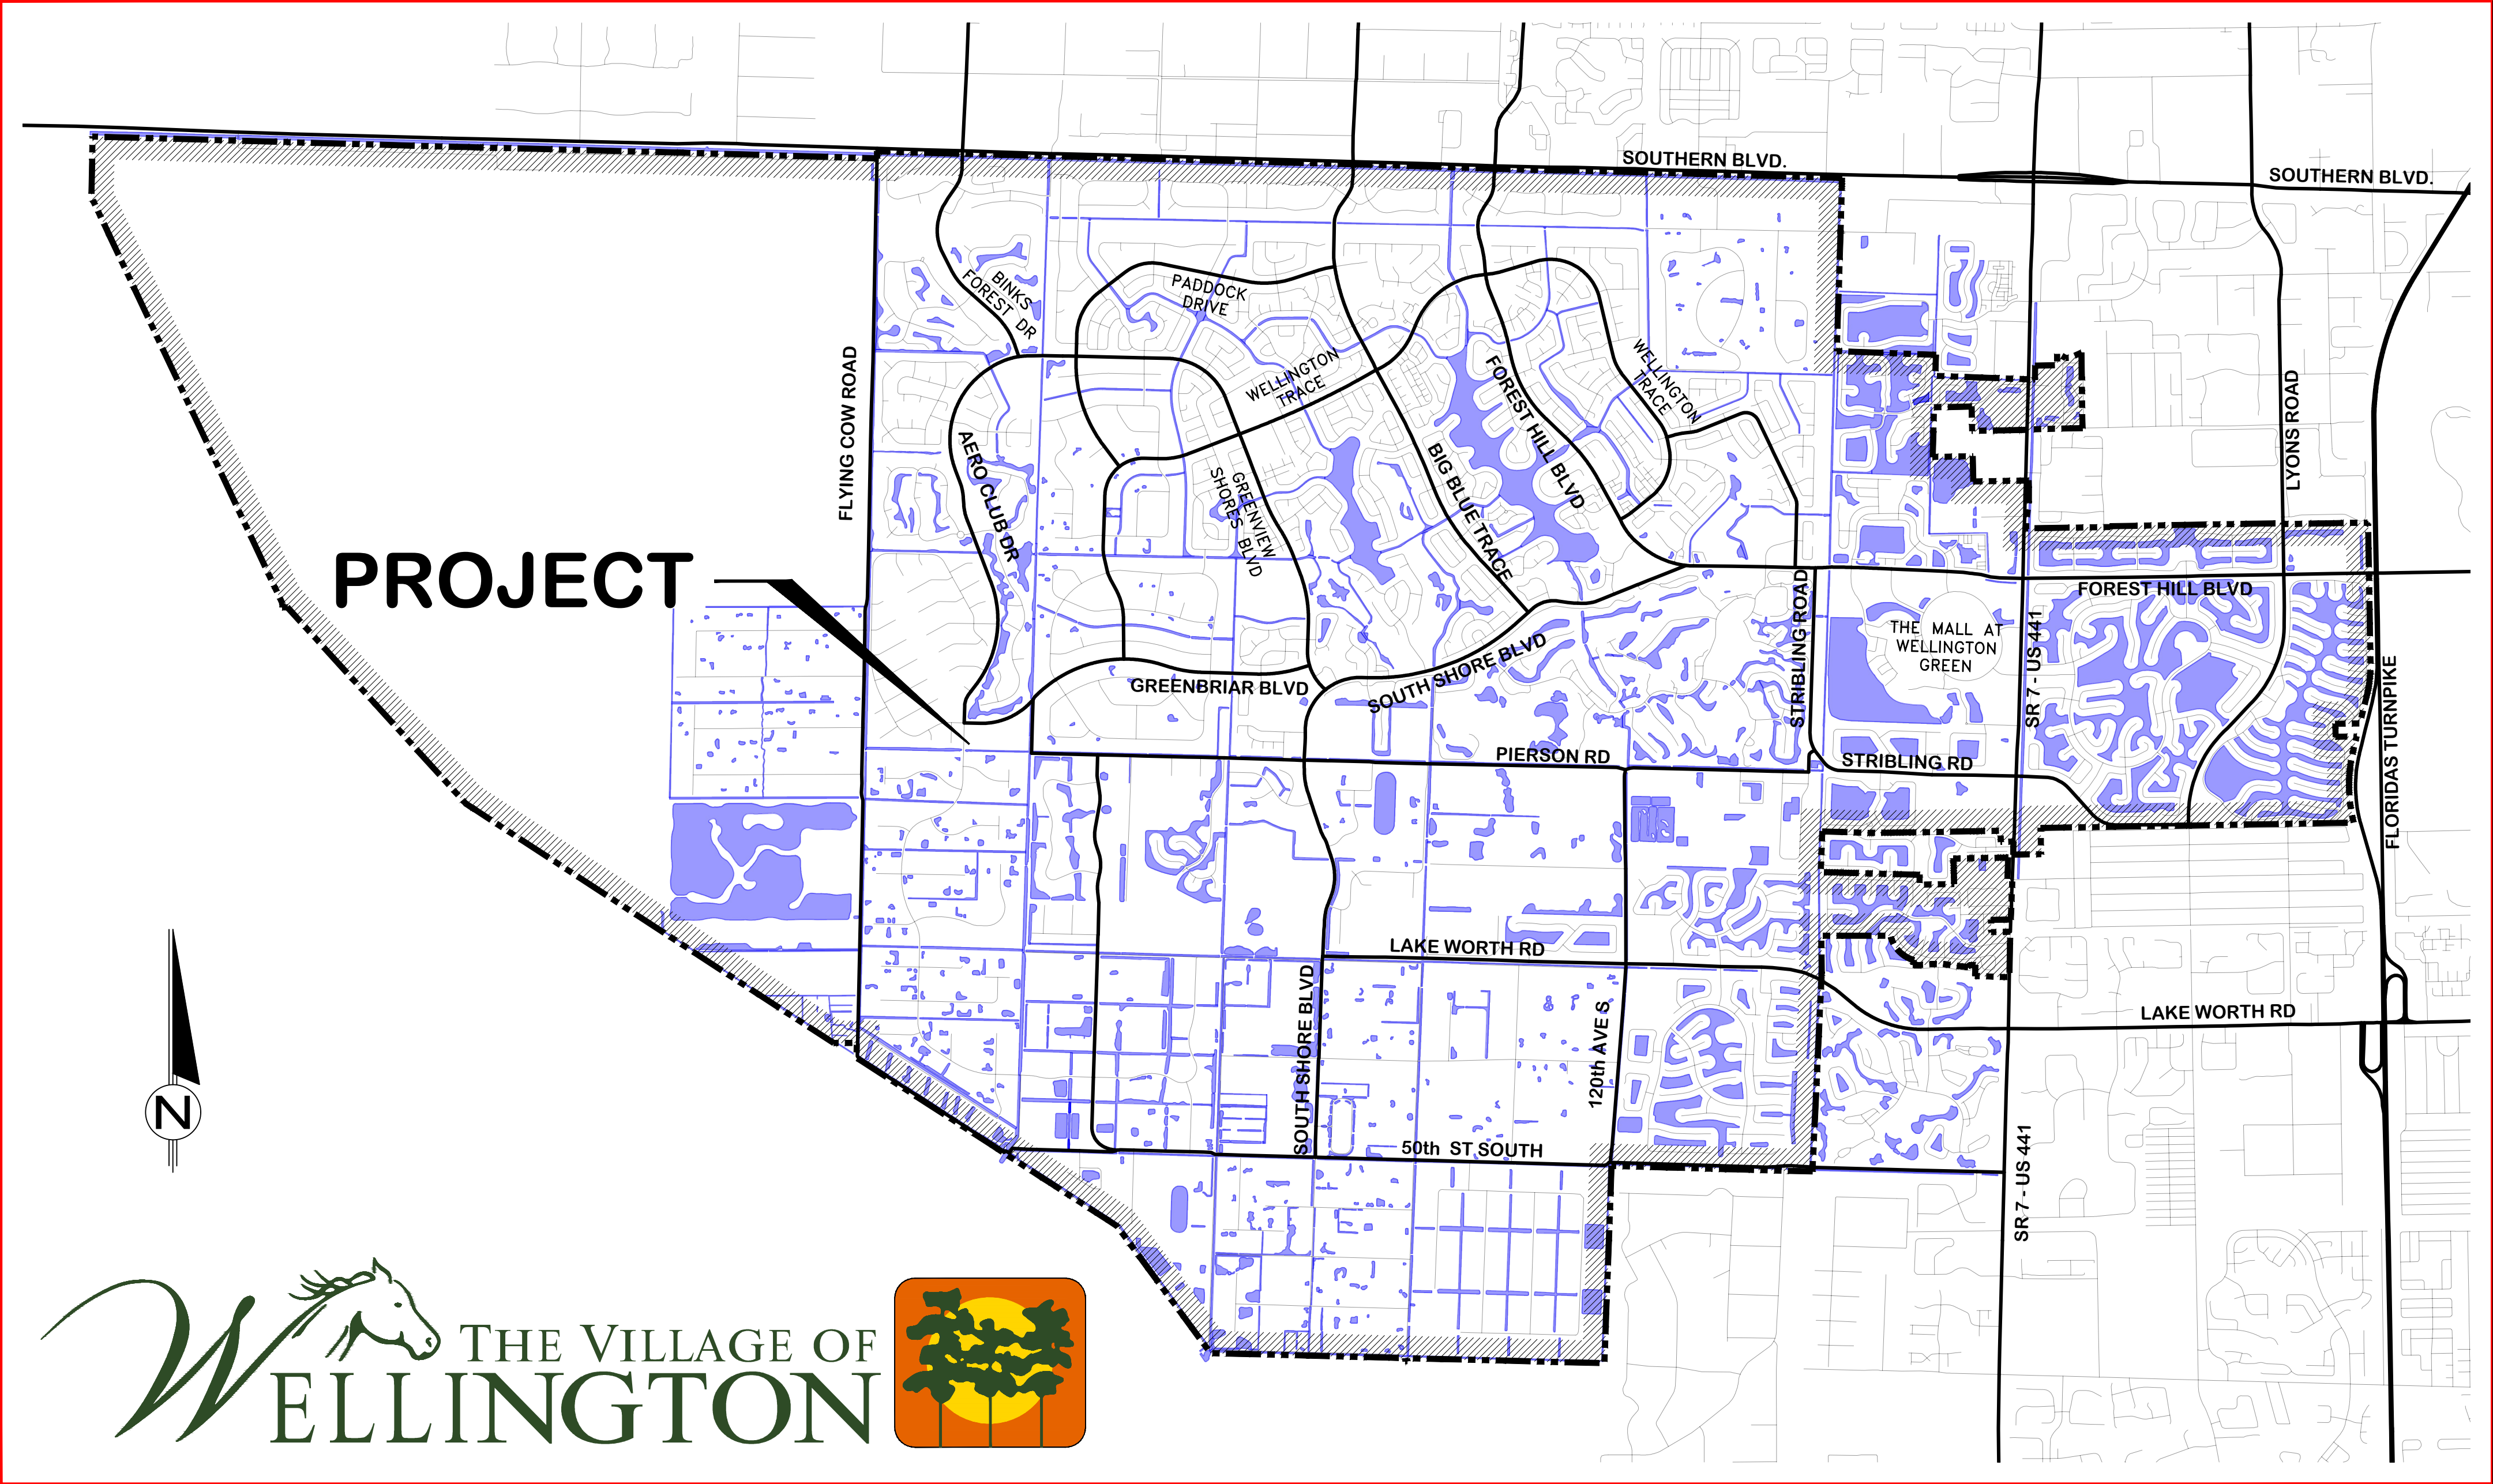 SOUTHERN BLVD.
SOUTHERN BLVD.
BINKS
FOREST DR
PADDOCK
DRIVE
WELLINGTON
TRACE
WELLINGTON
TRACE
FOREST HILL BLVD
FLYING COW ROAD
AERO CLUB DR
GREENVIEW
SHORES BLVD
BIG BLUE TRACE
LYONS ROAD
PROJECT
FOREST HILL BLVD
STRIBLING ROAD
THE MALL AT
WELLINGTON
GREEN
SR 7 - US 441
GREENBRIAR BLVD
SOUTH SHORE BLVD
FLORIDAS TURNPIKE
PIERSON RD
STRIBLING RD
LAKE WORTH RD
SOUTH SHORE BLVD
120th AVE S
LAKE WORTH RD
N
50th ST SOUTH
SR 7 - US 441
THE VILLAGE OF
WELLINGTON